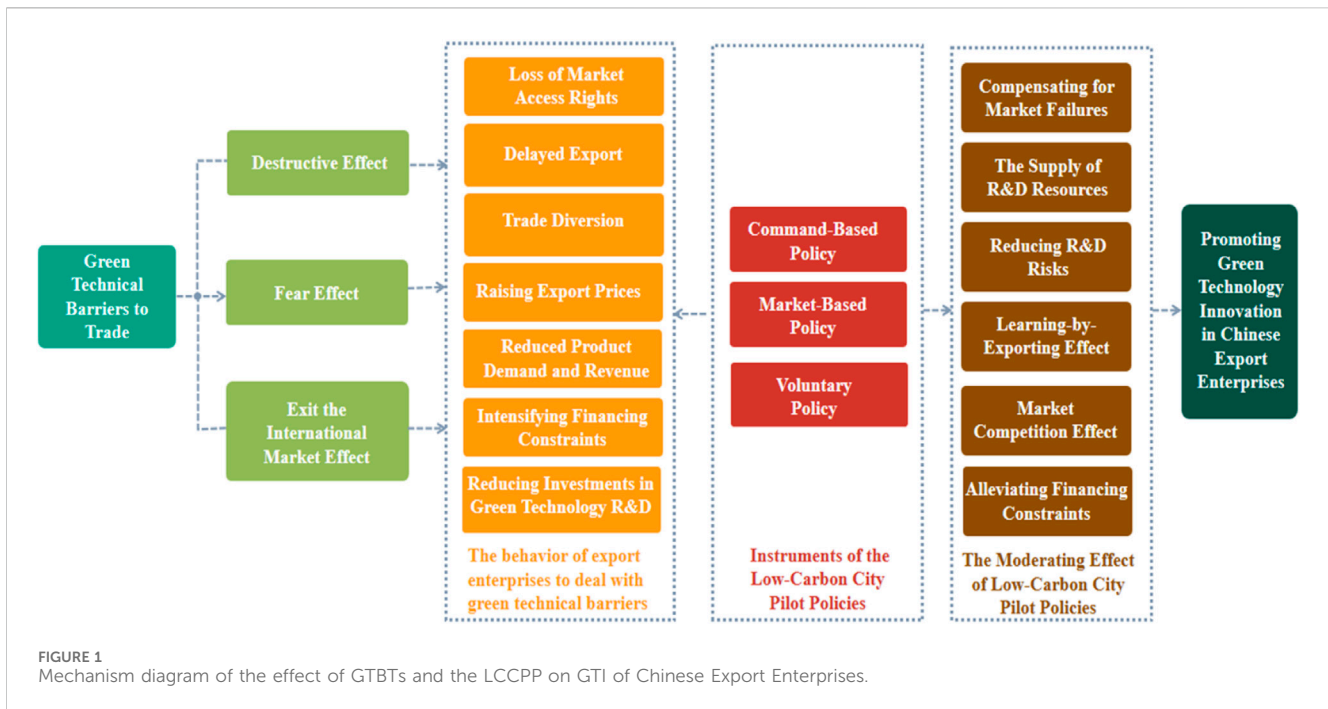 Green
Technical
Barriers to
Trade
Destructive Effect
Fear Effect
Exit the
International
Market Effect
Loss of Market
Access Rights
Delayed Export
Trade Diversion
Raising Export Prices
Reduced Product
Demand and Revenue
Intensifying Financing
Constraints
Reducing Investments in
Green Technology R&D
The behavior of export
enterprises to deal with
green technical barriers
Command-Based
Policy
Market-Based
Policy
Voluntary
Policy
Instruments of the
Low-Carbon City
Pilot Policies
Compensating for
Market Failures
The Supply of
R&D Resources
Reducing R&D
Risks
Learning-by-
Exporting Effect
Market
Competition Effect
Alleviating Financing
Constraints
The Moderating Effect
of Low-Carbon City
Pilot Policies
Promoting
Green
Technology
Innovation
in Chinese
Export
Enterprises
FIGURE 1
Mechanism diagram of the effect of GTBTs and the LCCPP on GTI of Chinese Export Enterprises.